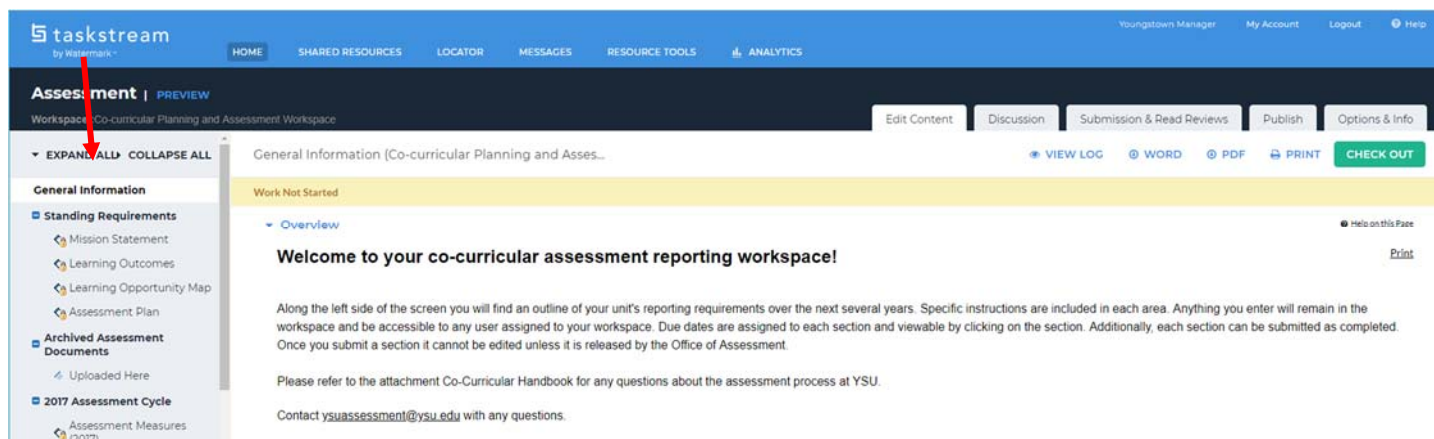 taskstream
by Watermark™
Youngstown Manager My Account Logout Help
HOME SHARED RESOURCES LOCATOR MESSAGES RESOURCE TOOLS ANALYTICS
Assessment | PREVIEW
Workspace: Co-curricular Planning and Assessment Workspace
Edit Content Discussion Submission & Read Reviews Publish Options & Info
EXPAND ALL COLLAPSE ALL
General Information (Co-curricular Planning and Asses...
VIEW LOG WORD PDF PRINT CHECK OUT
General Information
Work Not Started
Standing Requirements
Mission Statement
Learning Outcomes
Learning Opportunity Map
Assessment Plan
Archived Assessment
Documents
Uploaded Here
2017 Assessment Cycle
Assessment Measures
(2017)
Overview
Help on this Page
Welcome to your co-curricular assessment reporting workspace!
Print
Along the left side of the screen you will find an outline of your unit's reporting requirements over the next several years. Specific instructions are included in each area. Anything you enter will remain in the
workspace and be accessible to any user assigned to your workspace. Due dates are assigned to each section and viewable by clicking on the section. Additionally, each section can be submitted as completed.
Once you submit a section it cannot be edited unless it is released by the Office of Assessment.
Please refer to the attachment Co-Curricular Handbook for any questions about the assessment process at YSU.
Contact ysuassessment@ysu.edu with any questions.